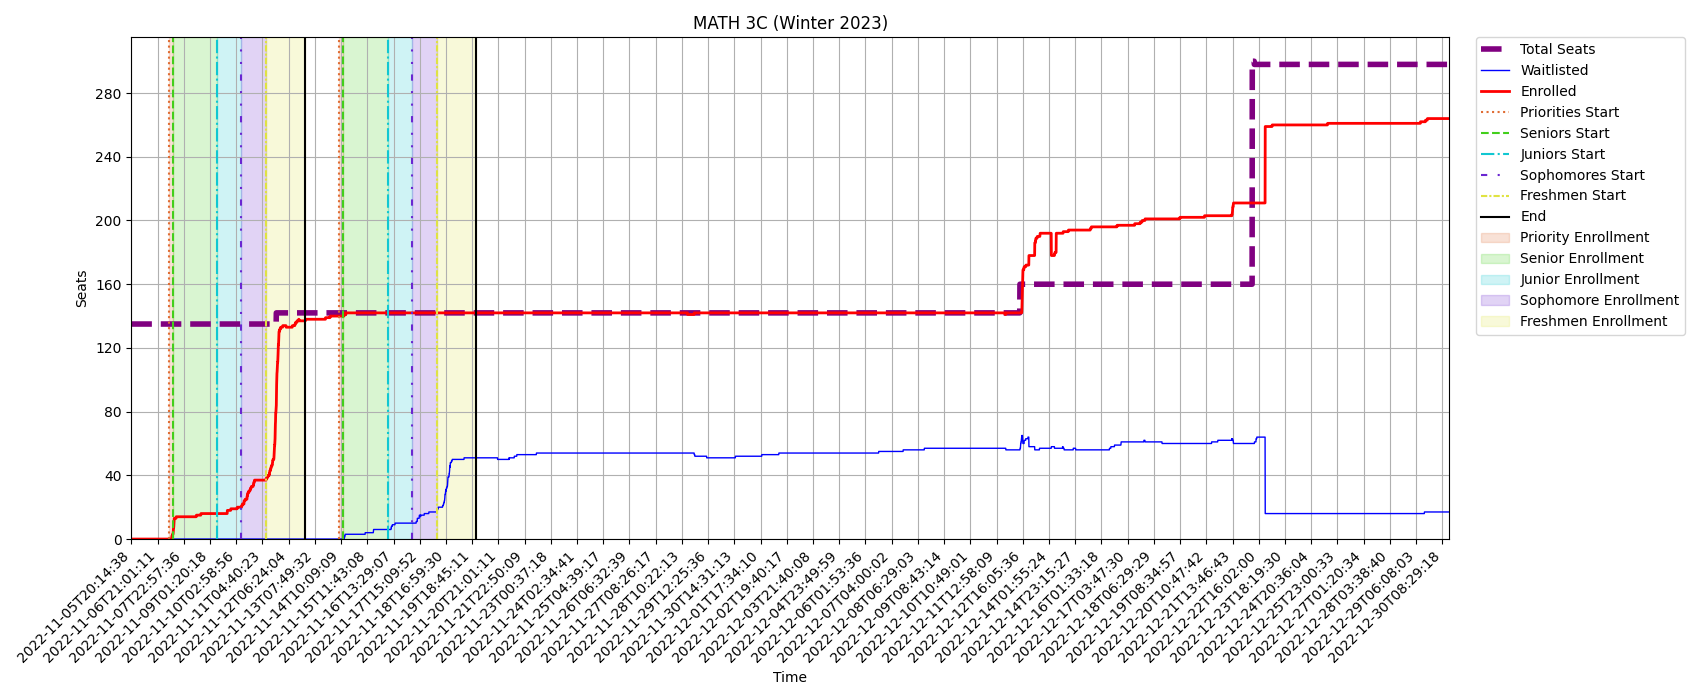 MATH 3C (Winter 2023)
Seats
280
240
200
160
120
80
40
0
2022-11-05T20:14:38
2022-11-06T21:01:11
2022-11-07T22:57:36
2022-11-09T01:20:18
2022-11-10T02:58:56
2022-11-11T04:40:23
2022-11-12T06:24:04
2022-11-13T07:49:32
2022-11-14T10:09:09
2022-11-15T11:43:08
2022-11-16T13:29:07
2022-11-17T15:09:52
2022-11-18T16:59:30
2022-11-19T18:45:11
2022-11-20T21:01:11
2022-11-21T22:50:09
2022-11-23T00:37:18
2022-11-24T02:34:41
2022-11-25T04:39:17
2022-11-26T06:32:39
2022-11-27T08:26:17
2022-11-28T10:22:13
2022-11-29T12:25:36
2022-11-30T14:31:13
2022-12-01T17:34:10
2022-12-02T19:40:17
2022-12-03T21:40:08
2022-12-04T23:49:59
2022-12-06T01:53:36
2022-12-07T04:00:02
2022-12-08T06:29:03
2022-12-09T08:43:14
2022-12-10T10:49:01
2022-12-11T12:58:09
2022-12-12T16:05:36
2022-12-14T01:55:24
2022-12-14T23:15:27
2022-12-16T01:33:18
2022-12-17T03:47:30
2022-12-18T06:29:29
2022-12-19T08:34:57
2022-12-20T10:47:42
2022-12-21T13:46:43
2022-12-22T16:02:00
2022-12-23T18:19:30
2022-12-24T20:36:04
2022-12-25T23:00:33
2022-12-27T01:20:34
2022-12-28T03:38:40
2022-12-29T06:08:03
2022-12-30T08:29:18
Time
Total Seats
Waitlisted
Enrolled
Priorities Start
Seniors Start
Juniors Start
Sophomores Start
Freshmen Start
End
Priority Enrollment
Senior Enrollment
Junior Enrollment
Sophomore Enrollment
Freshmen Enrollment